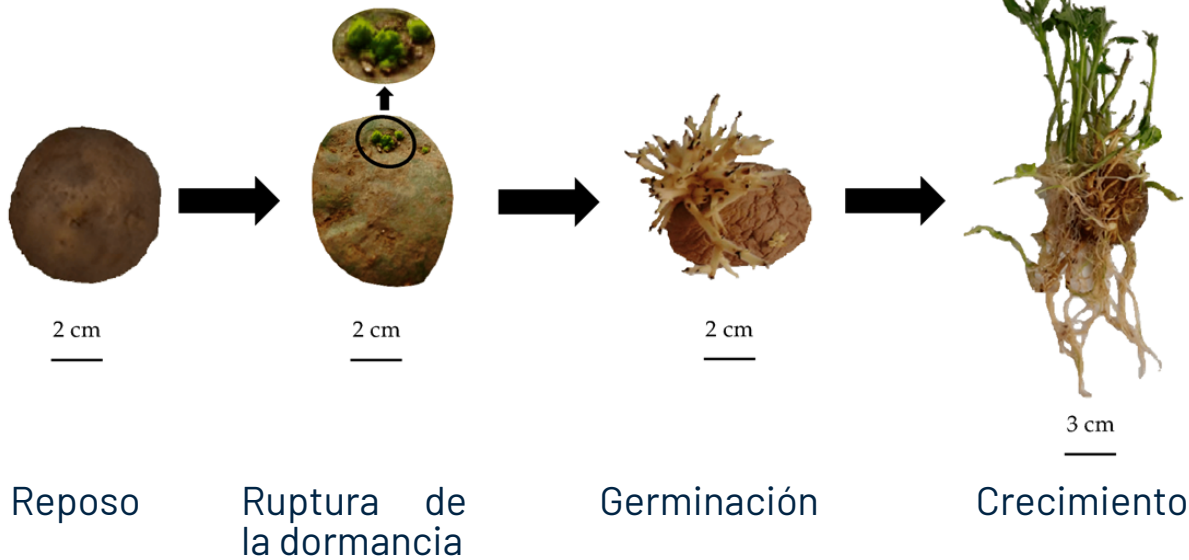 2 cm
2 cm
2 cm
3 cm
Reposo
Ruptura de
la dormancia
Germinación
Crecimiento